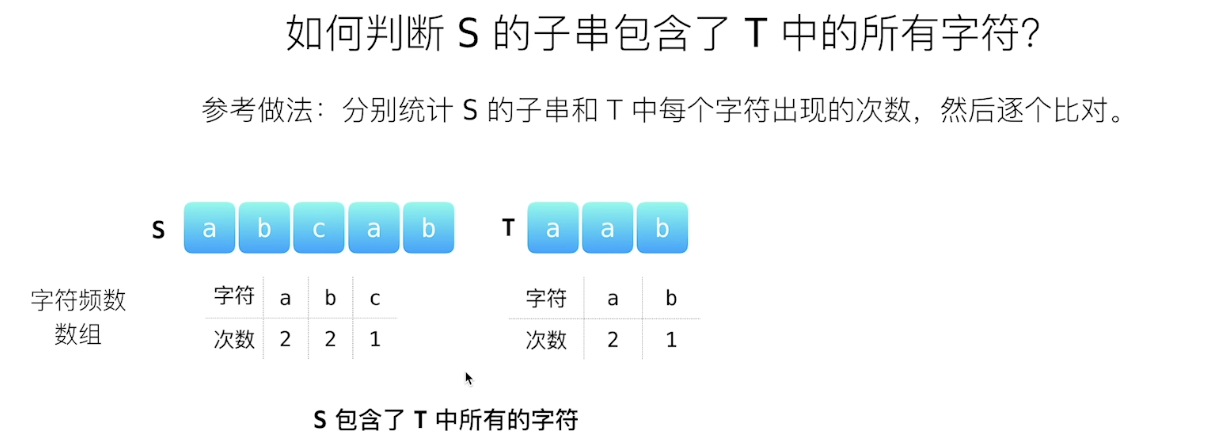 如何判断 S 的子串包含了 T 中的所有字符?
参考做法：分别统计 S 的子串和 T 中每个字符出现的次数，然后逐个比对。
S a b c a b T a a b
字符频数
数组
字符 a b c
次数 2 2 1
字符 a b
次数 2 1
S 包含了 T 中所有的字符